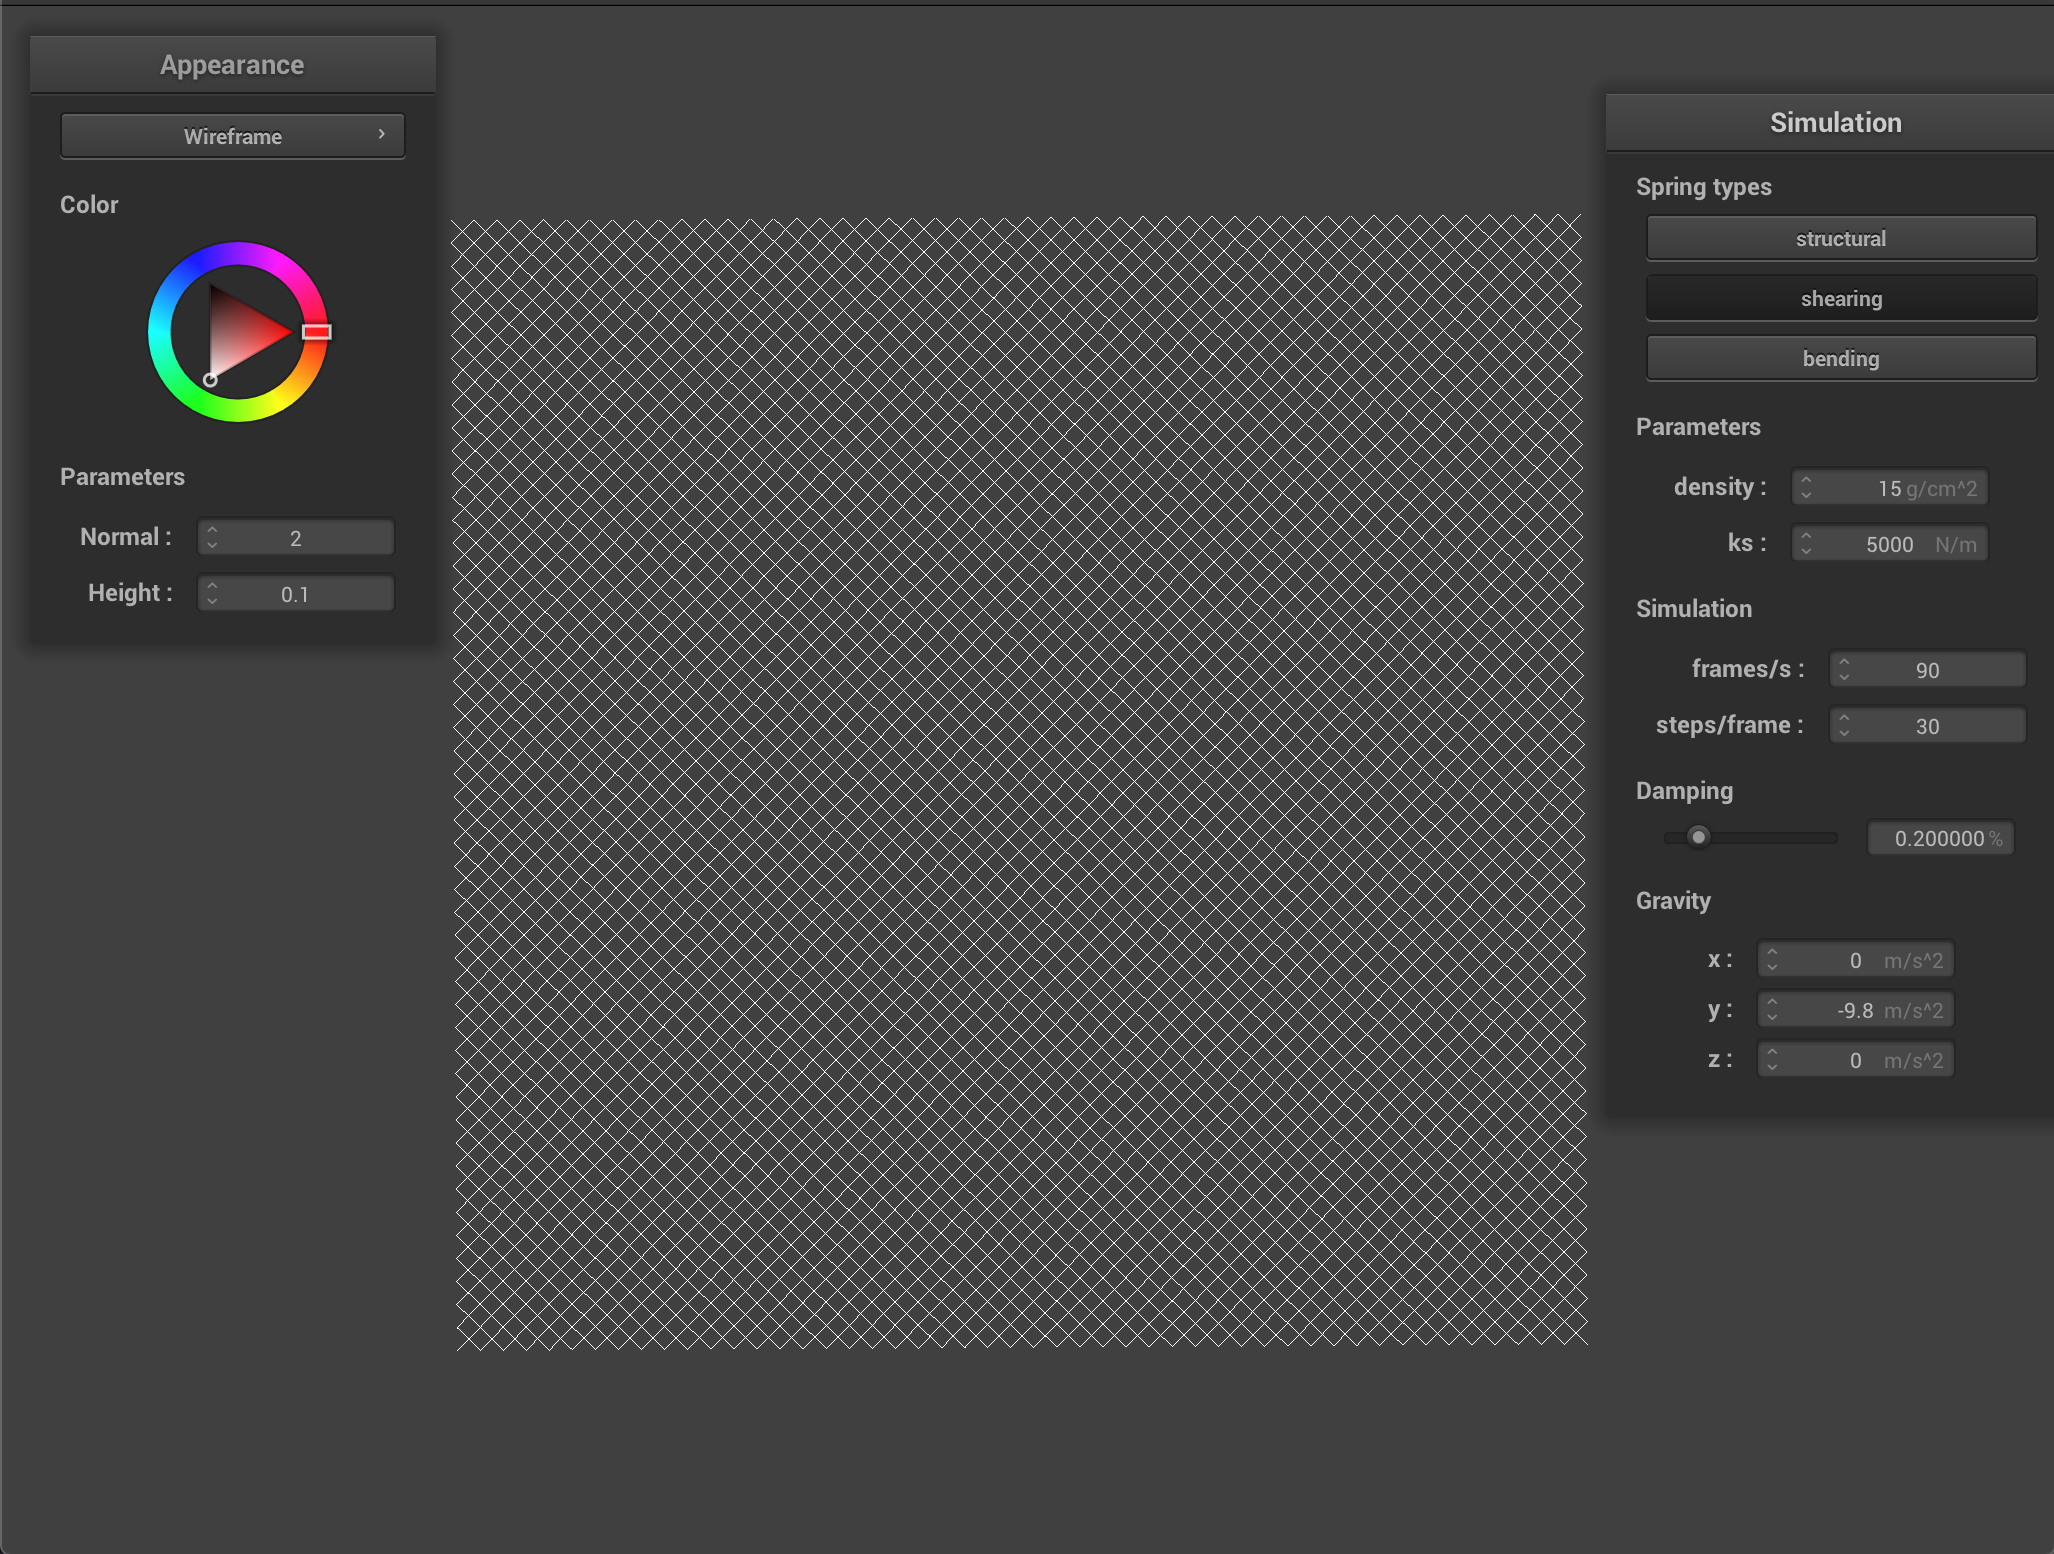 Appearance
Wireframe
Color
Parameters
Normal : 2
Height : 0.1
Simulation
Spring types
structural
shearing
bending
Parameters
density : 15 g/cm^2
ks : 5000 N/m
Simulation
frames/s : 90
steps/frame : 30
Damping
0.200000 %
Gravity
x : 0 m/s^2
y : -9.8 m/s^2
z : 0 m/s^2